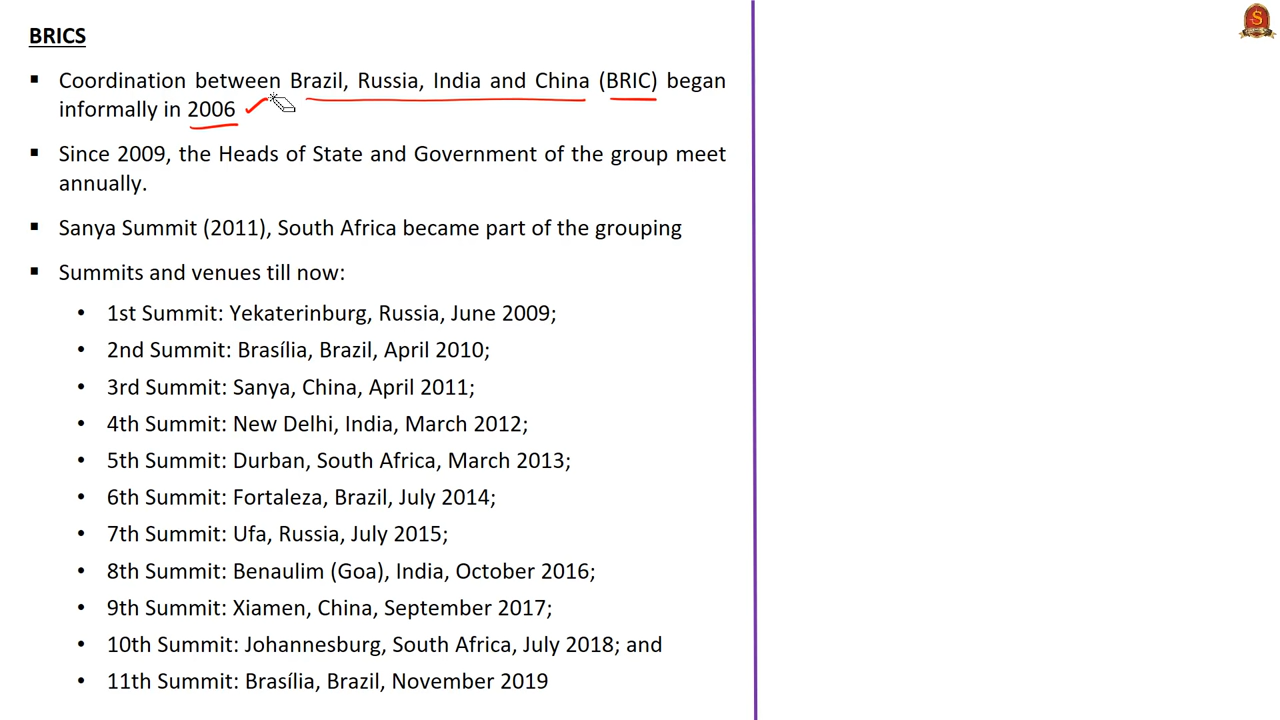 BRICS
▪ Coordination between Brazil, Russia, India and China (BRIC) began
informally in 2006
▪ Since 2009, the Heads of State and Government of the group meet
annually.
▪ Sanya Summit (2011), South Africa became part of the grouping
▪ Summits and venues till now:
• 1st Summit: Yekaterinburg, Russia, June 2009;
• 2nd Summit: Brasília, Brazil, April 2010;
• 3rd Summit: Sanya, China, April 2011;
• 4th Summit: New Delhi, India, March 2012;
• 5th Summit: Durban, South Africa, March 2013;
• 6th Summit: Fortaleza, Brazil, July 2014;
• 7th Summit: Ufa, Russia, July 2015;
• 8th Summit: Benaulim (Goa), India, October 2016;
• 9th Summit: Xiamen, China, September 2017;
• 10th Summit: Johannesburg, South Africa, July 2018; and
• 11th Summit: Brasília, Brazil, November 2019